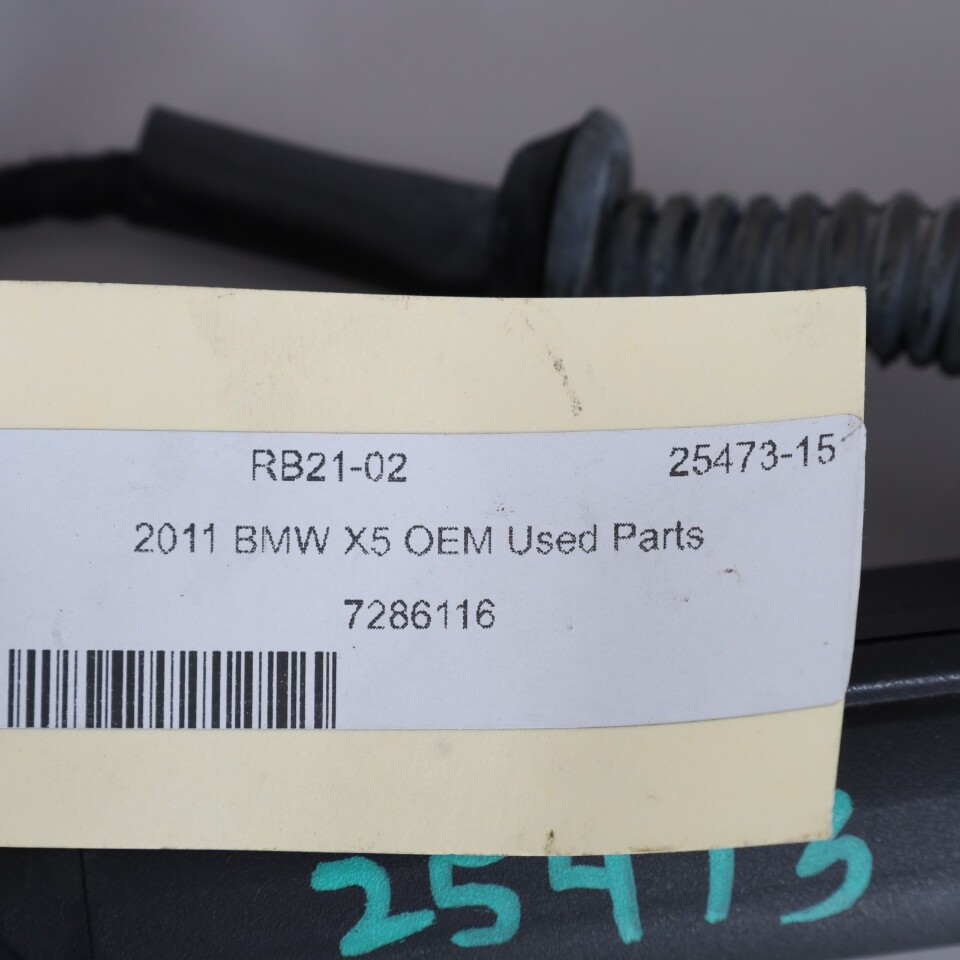 RB21-02 25473-15
2011 BMW X5 OEM Used Parts
7286116
25473